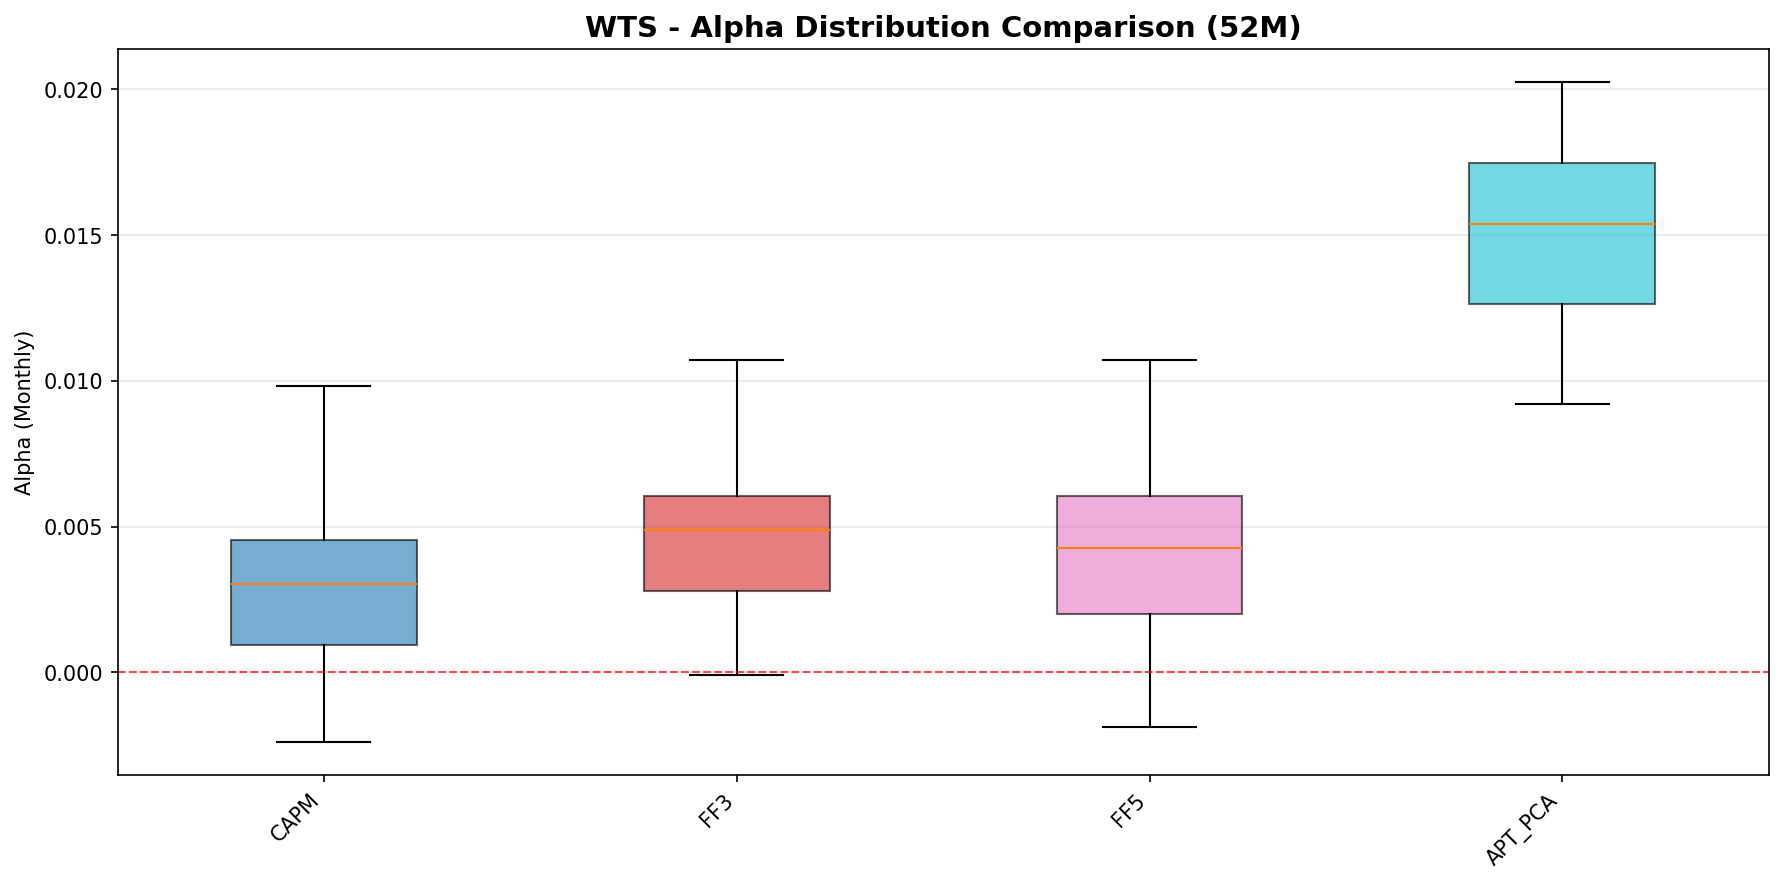 WTS - Alpha Distribution Comparison (52M)
Alpha (Monthly)
0.020
0.015
0.010
0.005
0.000
CAPM
FF3
FF5
APT_PCA